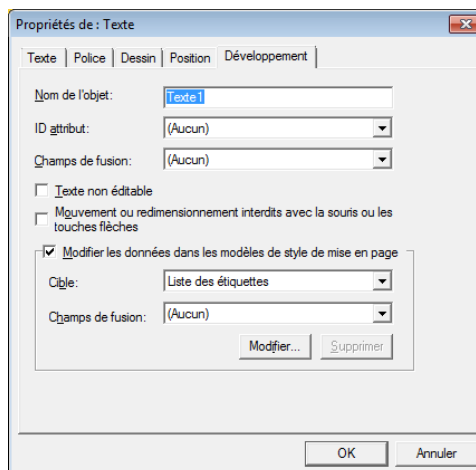 Propriétés de : Texte
Texte Police Dessin Position Développement
Nom de l'objet: Texte1
ID attribut: (Aucun)
Champs de fusion: (Aucun)
Texte non éditable
Mouvement ou redimensionnement interdits avec la souris ou les
touches flèches
Modifier les données dans les modèles de style de mise en page
Cible: Liste des étiquettes
Champs de fusion: (Aucun)
Modifier... Supprimer
OK Annuler